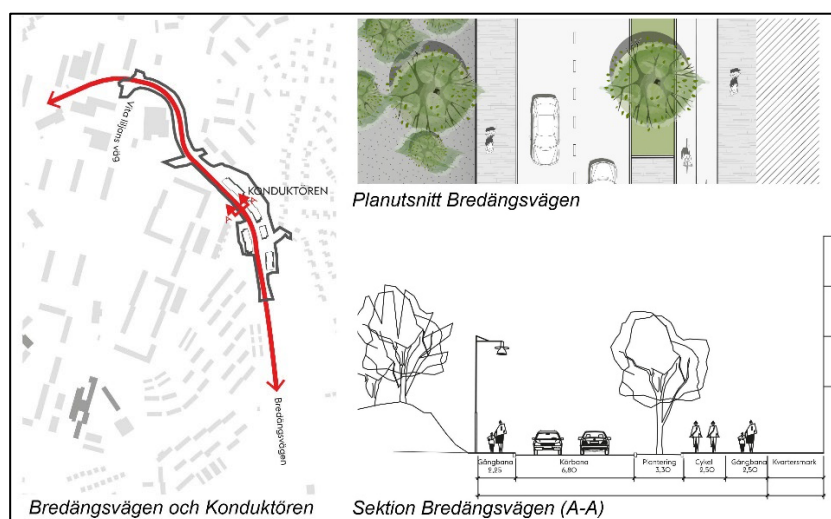 Vita liljans väg
KONDUKTÖREN
Bredängsvägen
Bredängsvägen och Konduktören
Planutsnitt Bredängsvägen
Gångbana Körbana Plantering Cykel Gångbana Kvartersmark
2,25 6,80 3,30 2,50 2,50
Sektion Bredängsvägen (A-A)